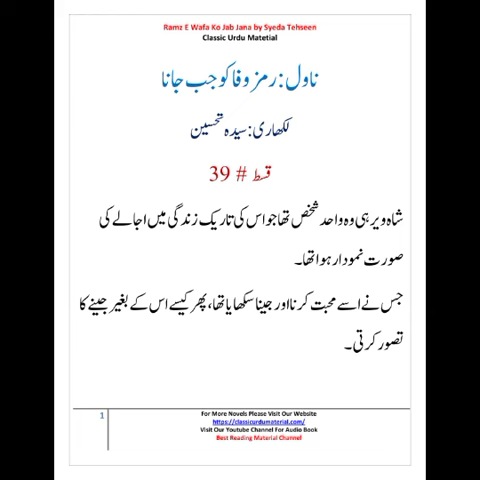 Ramz E Wafa Ko Jab Jana by Syeda Tehseen
Classic Urdu Matetial
ناول: رمز وفا کو جب جانا
لکھاری: سیدہ تحسین
قسط # 39
شاہ ویر ہی وہ واحد شخص تھا جو اس کی تاریک زندگی میں اجالے کی
صورت نمودار ہوا تھا۔
جس نے اسے محبت کرنا اور جینا سکھایا تھا، پھر کیسے اس کے بغیر جینے کا
تصور کرتی۔
1
For More Novels Please Visit Our Website
https://classicurdumaterial.com/
Visit Our Youtube Channel For Audio Book
Best Reading Material Channel